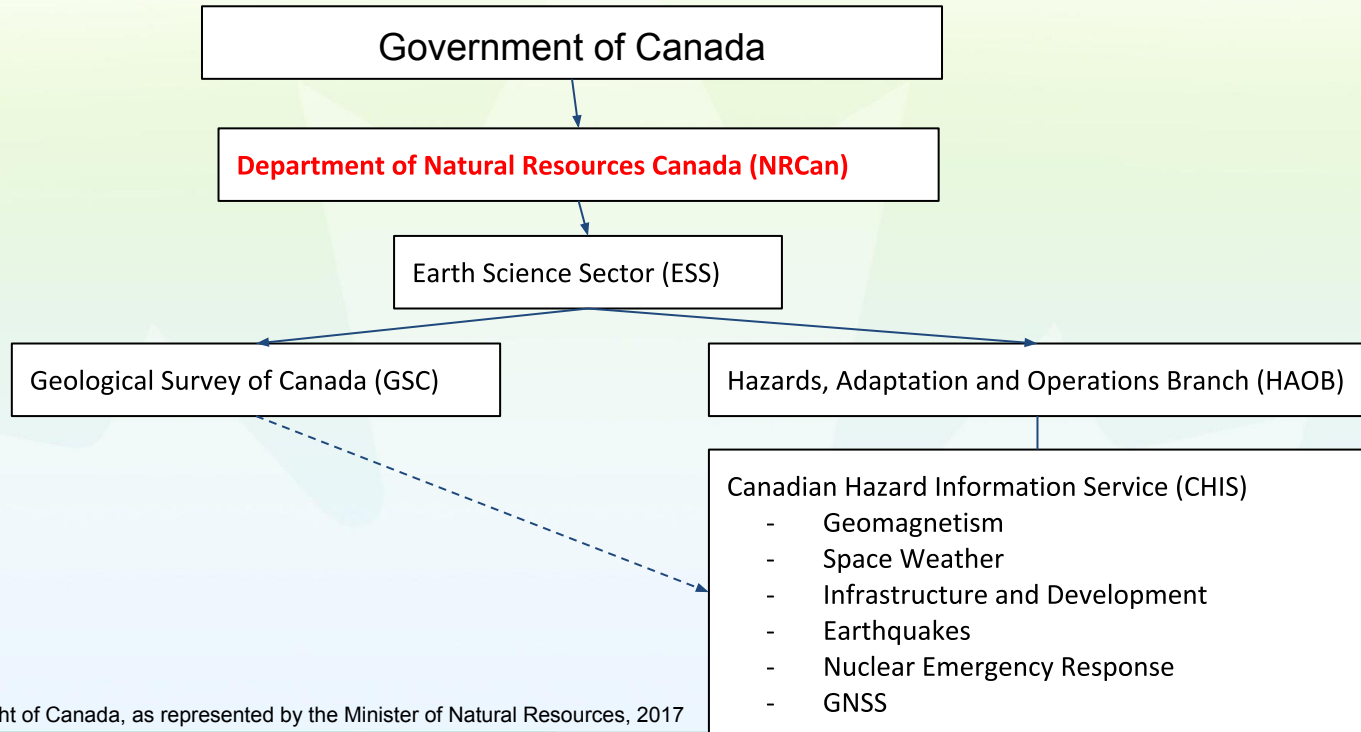 Government of Canada
Department of Natural Resources Canada (NRCan)
Earth Science Sector (ESS)
Geological Survey of Canada (GSC)
Hazards, Adaptation and Operations Branch (HAOB)
Canadian Hazard Information Service (CHIS)
- Geomagnetism
- Space Weather
- Infrastructure and Development
- Earthquakes
- Nuclear Emergency Response
- GNSS
of Canada, as represented by the Minister of Natural Resources, 2017